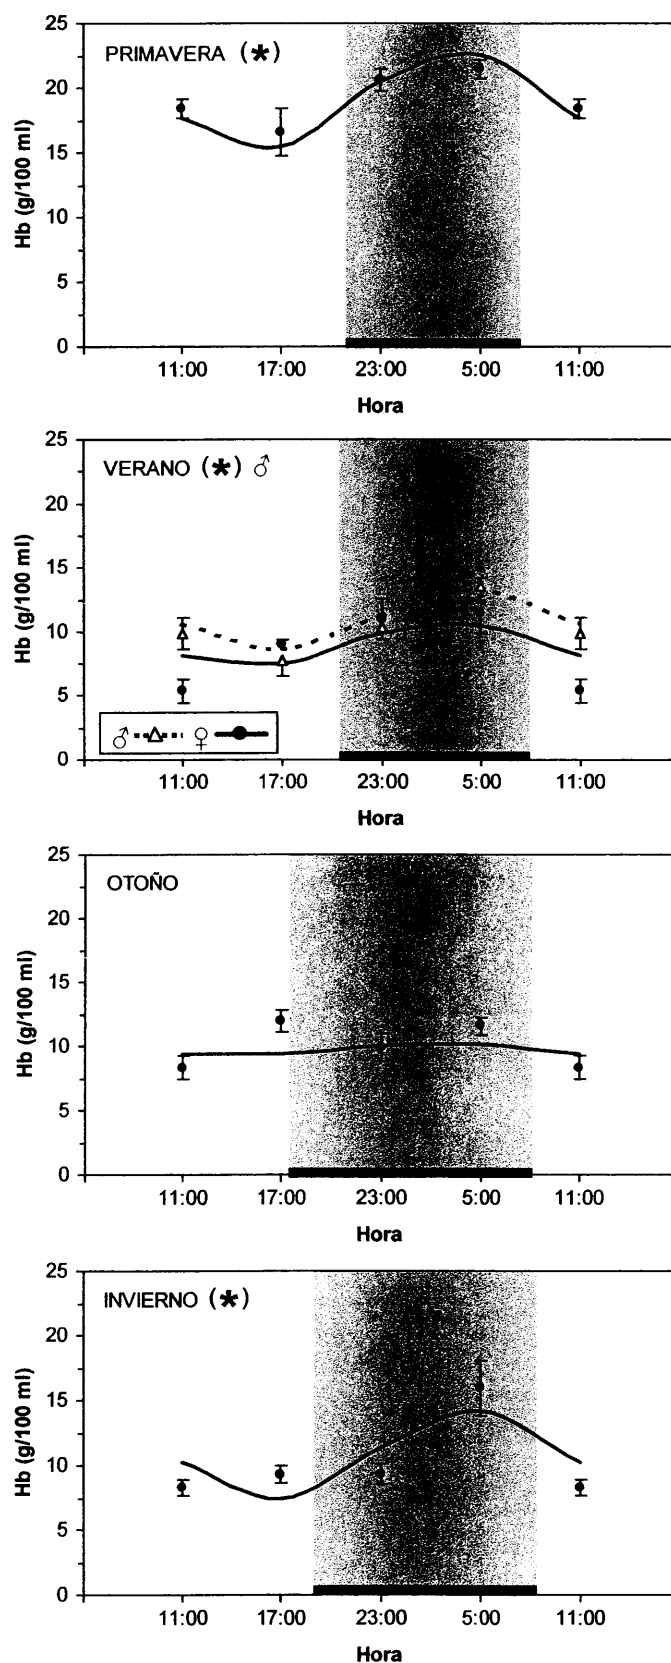 PRIMAVERA (*)
Hb (g/100 ml)
25
20
15
10
5
0
11:00 17:00 23:00 5:00 11:00
Hora
VERANO (*) ♂
Hb (g/100 ml)
25
20
15
10
5
0
♂ ♀
11:00 17:00 23:00 5:00 11:00
Hora
OTOÑO
Hb (g/100 ml)
25
20
15
10
5
0
11:00 17:00 23:00 5:00 11:00
Hora
INVIERNO (*)
Hb (g/100 ml)
25
20
15
10
5
0
11:00 17:00 23:00 5:00 11:00
Hora